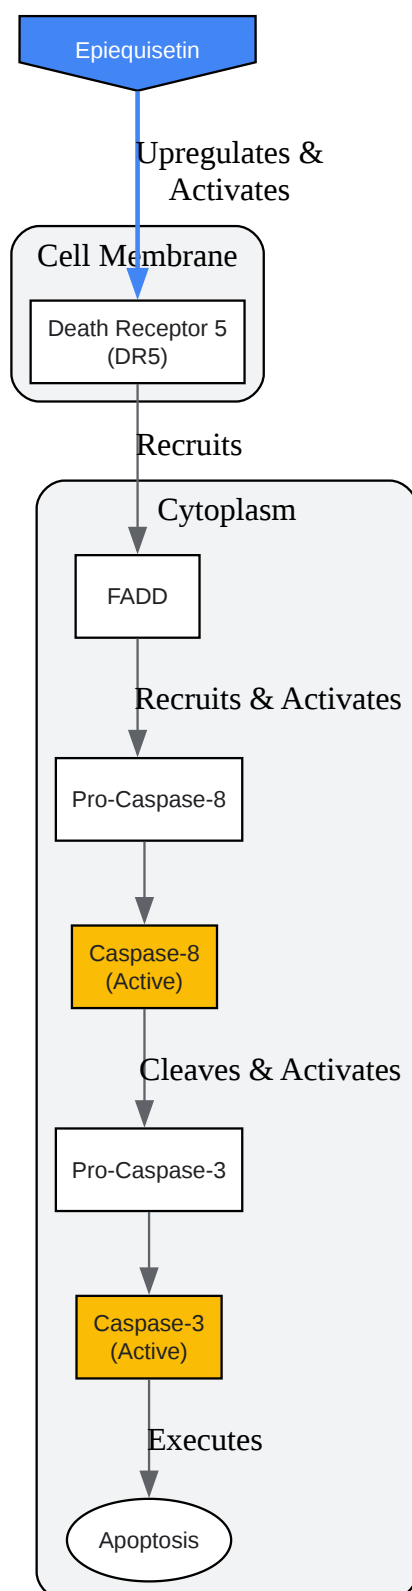 Epiequisetin
Upregulates &
Activates
Cell Membrane
Death Receptor 5
(DR5)
Recruits
Cytoplasm
FADD
Recruits & Activates
Pro-Caspase-8
Caspase-8
(Active)
Cleaves & Activates
Pro-Caspase-3
Caspase-3
(Active)
Executes
Apoptosis